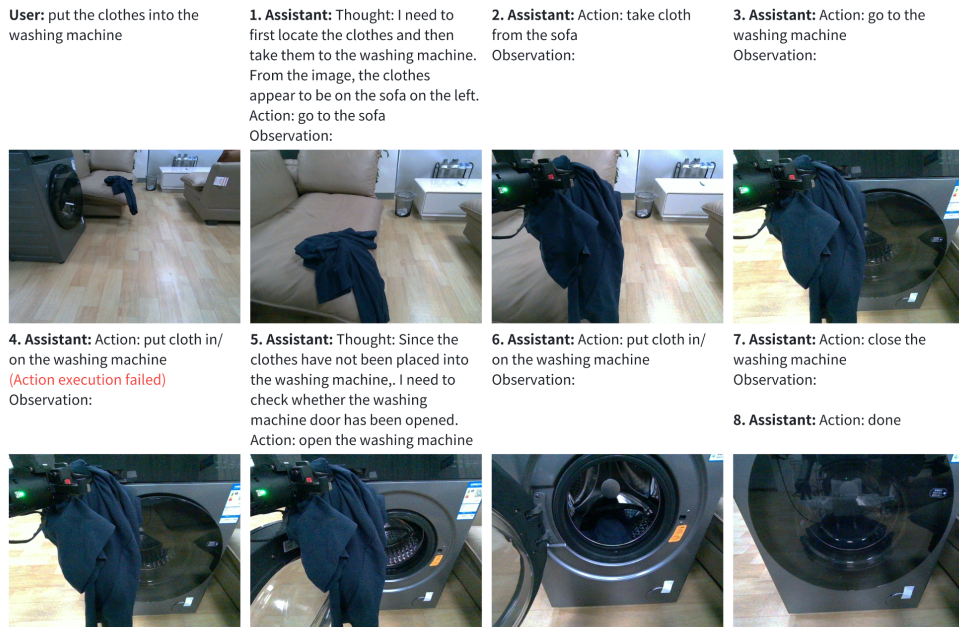 User: put the clothes into the
washing machine
1. Assistant: Thought: I need to
first locate the clothes and then
take them to the washing machine.
From the image, the clothes
appear to be on the sofa on the left.
Action: go to the sofa
Observation:
2. Assistant: Action: take cloth
from the sofa
Observation:
3. Assistant: Action: go to the
washing machine
Observation:
4. Assistant: Action: put cloth in/
on the washing machine
(Action execution failed)
Observation:
5. Assistant: Thought: Since the
clothes have not been placed into
the washing machine,. I need to
check whether the washing
machine door has been opened.
Action: open the washing machine
6. Assistant: Action: put cloth in/
on the washing machine
Observation:
7. Assistant: Action: close the
washing machine
Observation:
8. Assistant: Action: done